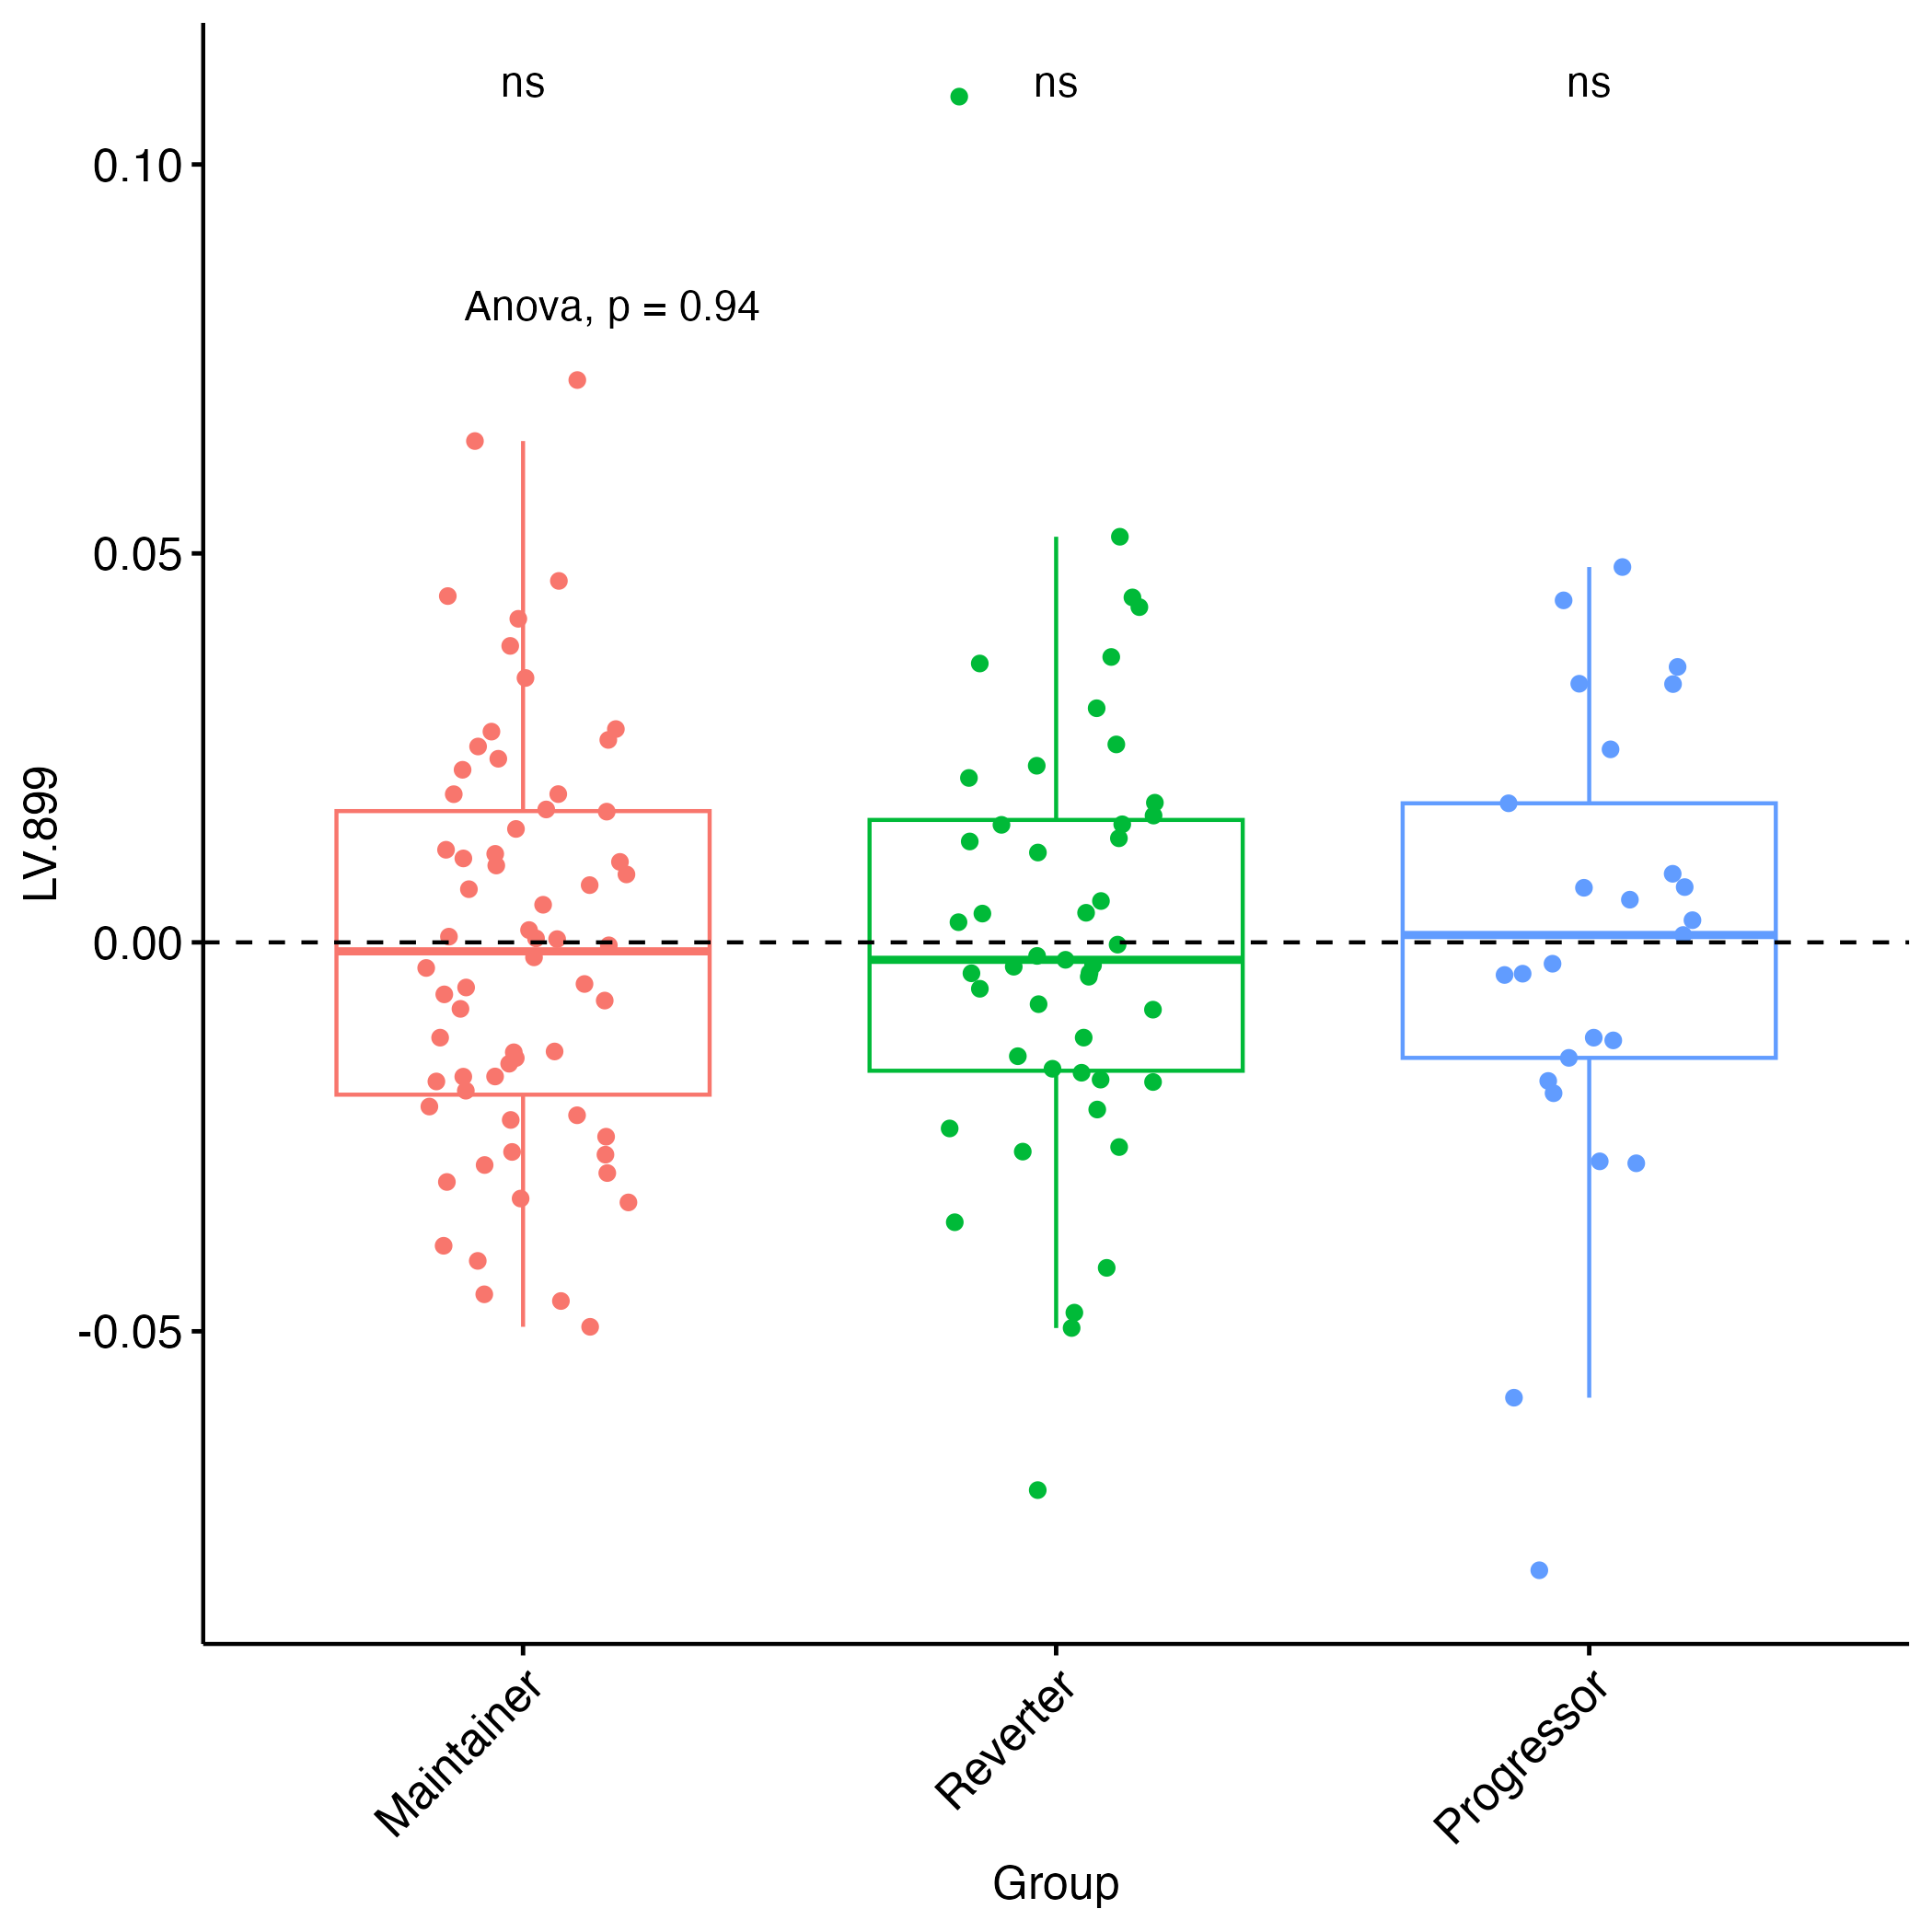 ns ns ns
0.10
Anova, p = 0.94
0.05
LV.899
0.00
-0.05
Maintainer Reverter Progressor
Group